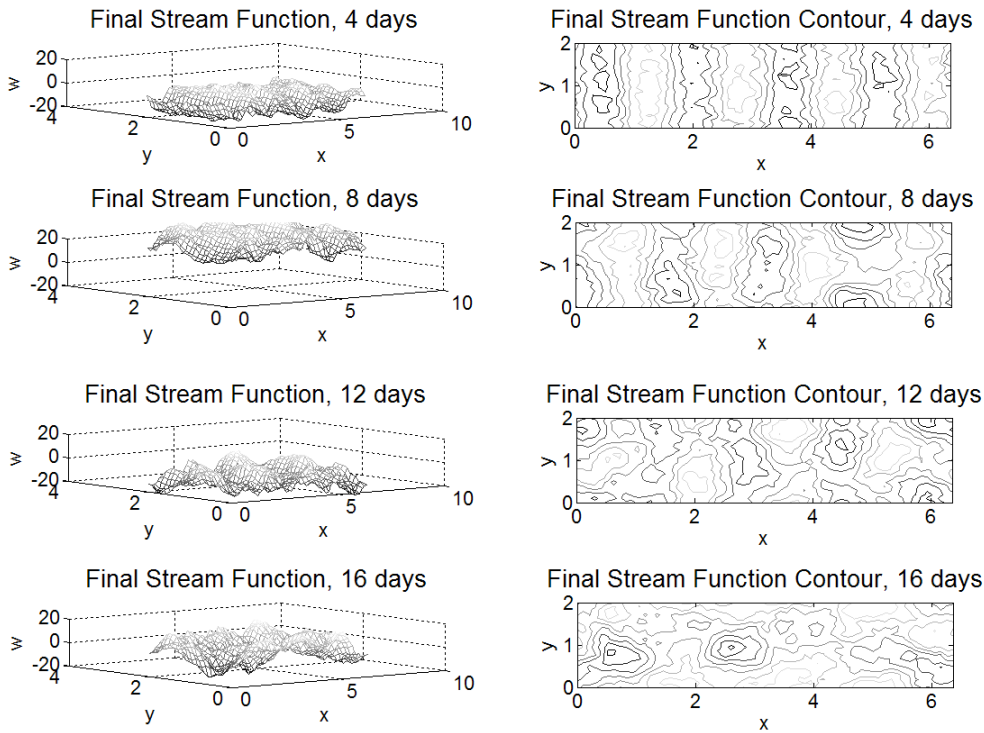 Final Stream Function, 4 days
20
0
-20
w
4
2
0
y
0
5
10
x
Final Stream Function Contour, 4 days
2
1
0
y
0
2
4
6
x
Final Stream Function, 8 days
20
0
-20
w
4
2
0
y
0
5
10
x
Final Stream Function Contour, 8 days
2
1
0
y
0
2
4
6
x
Final Stream Function, 12 days
20
0
-20
w
4
2
0
y
0
5
10
x
Final Stream Function Contour, 12 days
2
1
0
y
0
2
4
6
x
Final Stream Function, 16 days
20
0
-20
w
4
2
0
y
0
5
10
x
Final Stream Function Contour, 16 days
2
1
0
y
0
2
4
6
x